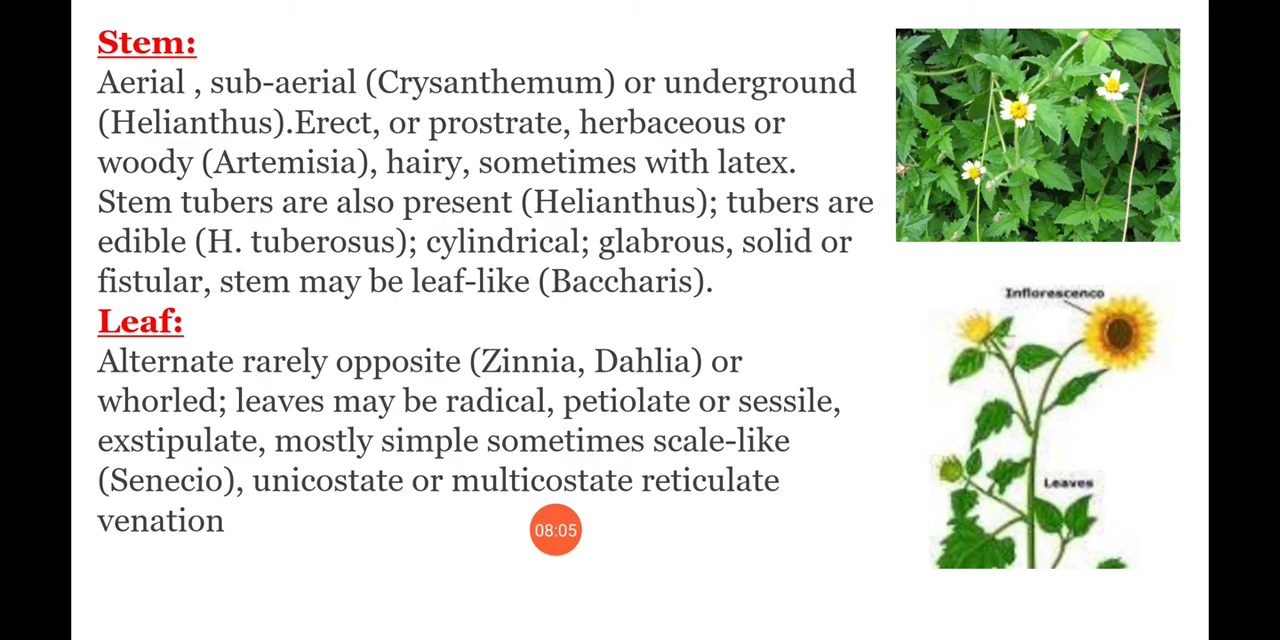 Stem:
Aerial , sub-aerial (Crysanthemum) or underground
(Helianthus).Erect, or prostrate, herbaceous or
woody (Artemisia), hairy, sometimes with latex.
Stem tubers are also present (Helianthus); tubers are
edible (H. tuberosus); cylindrical; glabrous, solid or
fistular, stem may be leaf-like (Baccharis).
Leaf:
Alternate rarely opposite (Zinnia, Dahlia) or
whorled; leaves may be radical, petiolate or sessile,
exstipulate, mostly simple sometimes scale-like
(Senecio), unicostate or multicostate reticulate
venation
08:05
Inflorescenco
Leaves